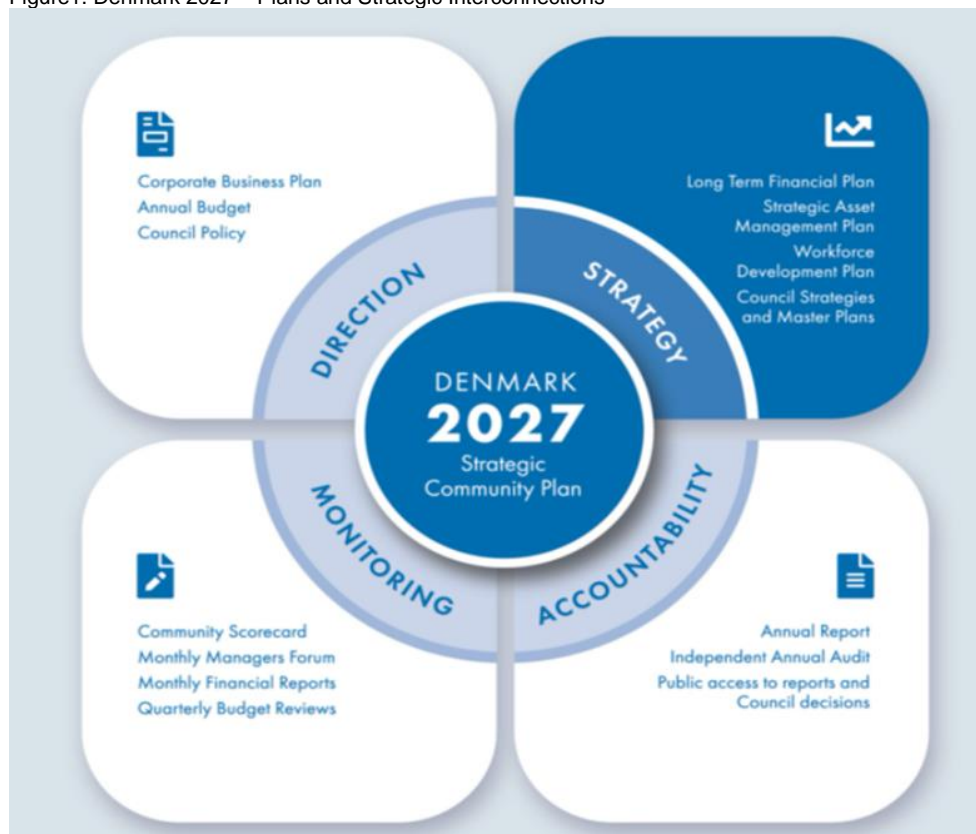 Figure1: Denmark 2027 – Plans and Strategic Interconnections
Corporate Business Plan
Annual Budget
Council Policy
Long Term Financial Plan
Strategic Asset
Management Plan
Workforce
Development Plan
Council Strategies
and Master Plans
DIRECTION
STRATEGY
DENMARK
2027
Strategic
Community Plan
MONITORING
ACCOUNTABILITY
Community Scorecard
Monthly Managers Forum
Monthly Financial Reports
Quarterly Budget Reviews
Annual Report
Independent Annual Audit
Public access to reports and
Council decisions